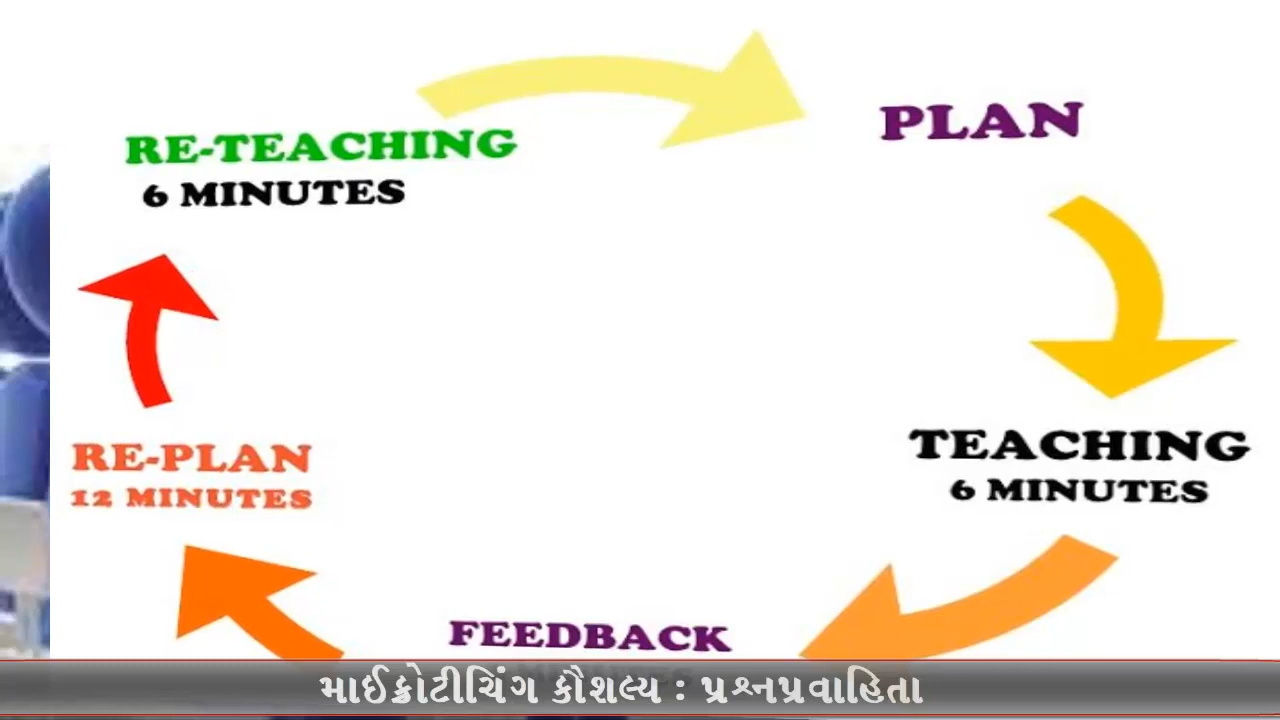 RE-TEACHING
6 MINUTES
PLAN
TEACHING
6 MINUTES
RE-PLAN
12 MINUTES
FEEDBACK
માઈક્રોટીચિંગ કૌશલ્ય : પ્રશ્નપ્રવાહિતા